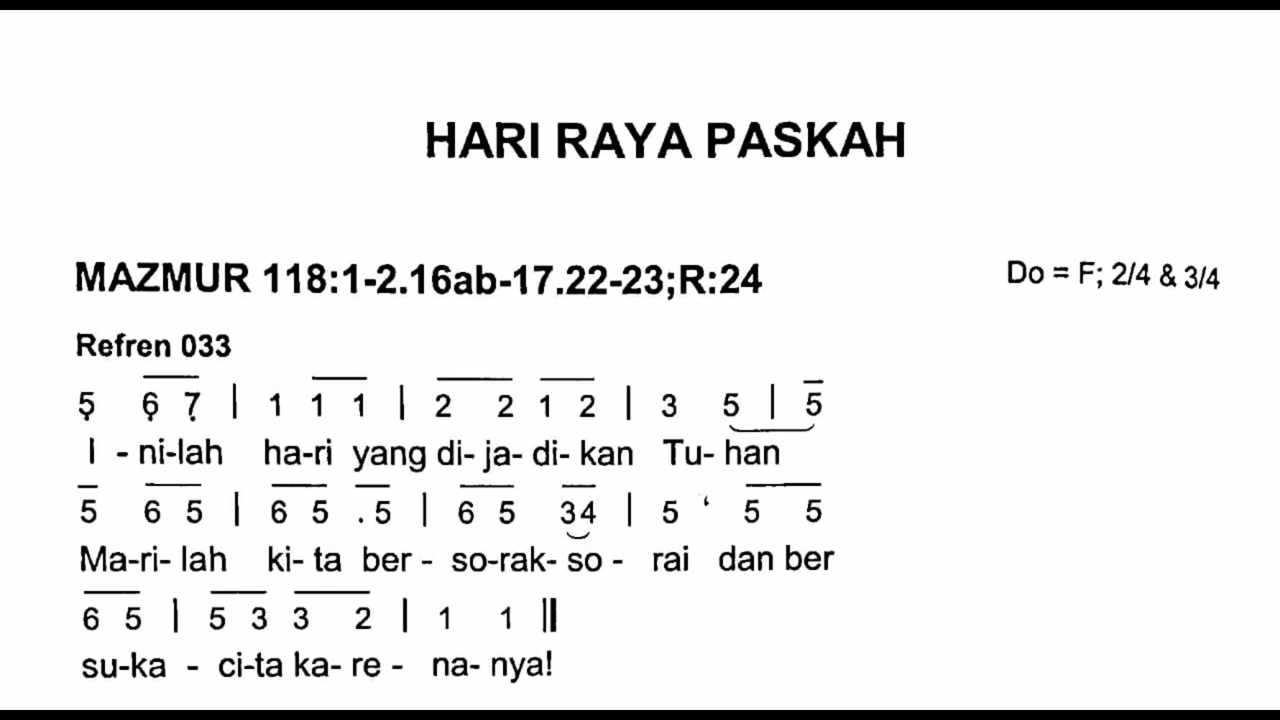 HARI RAYA PASKAH
MAZMUR 118:1-2.16ab-17.22-23;R:24
Do = F; 2/4 & 3/4
Refren 033
5̣ 6̣ 7̣ | 1 1 1 | 2 2 1 2 | 3 5 | 5
I - ni-lah ha-ri yang di- ja- di- kan Tu- han
5 6 5 | 6 5 . 5 | 6 5 34 | 5 ‘ 5 5
Ma-ri- lah ki- ta ber - so-rak- so - rai dan ber
6 5 | 5 3 3 2 | 1 1 ||
su-ka - ci-ta ka- re - na- nya!